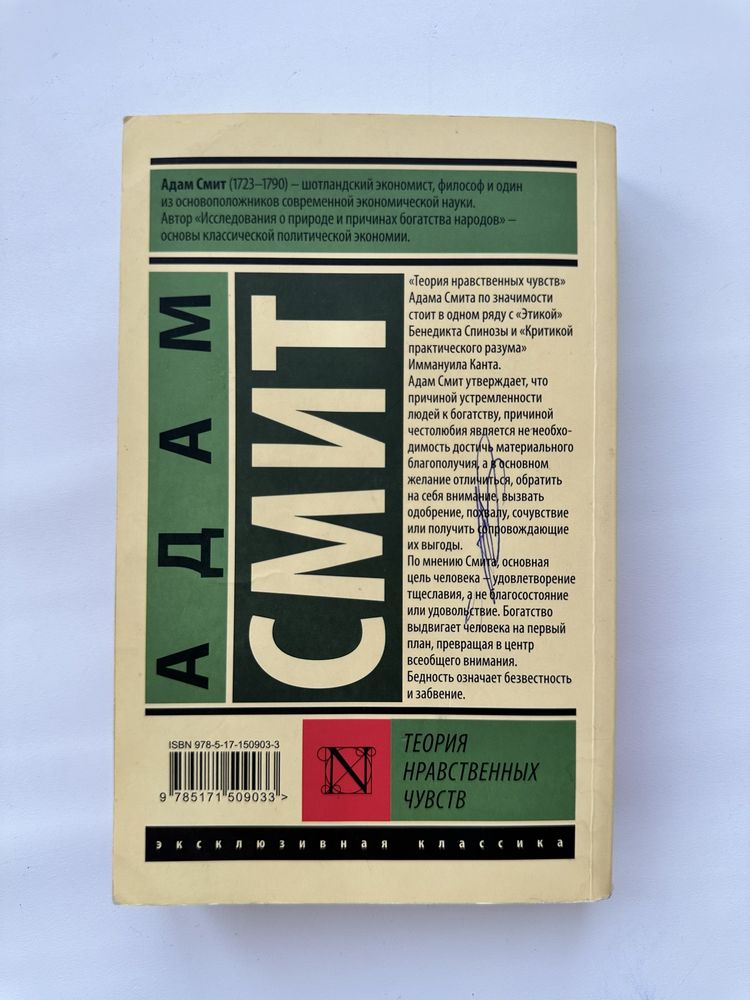 Адам Смит (1723–1790) – шотландский экономист, философ и один
из основоположников современной экономической науки.
Автор «Исследования о природе и причинах богатства народов» –
основы классической политической экономии.
АДАМ
СМИТ
«Теория нравственных чувств»
Адама Смита по значимости
стоит в одном ряду с «Этикой»
Бенедикта Спинозы и «Критикой
практического разума»
Иммануила Канта.
Адам Смит утверждает, что
причиной устремленности
людей к богатству, причиной
честолюбия является не необхо-
димость достичь материального
благополучия, а в основном
желание отличиться, обратить
на себя внимание, вызвать
одобрение, похвалу, сочувствие
или получить сопровождающие
их выгоды.
По мнению Смита, основная
цель человека – удовлетворение
тщеславия, а не благосостояние
или удовольствие. Богатство
выдвигает человека на первый
план, превращая в центр
всеобщего внимания.
Бедность означает безвестность
и забвение.
ISBN 978-5-17-150903-3
9 785171 509033 >
N
ТЕОРИЯ
НРАВСТВЕННЫХ
ЧУВСТВ
эксклюзивная классика